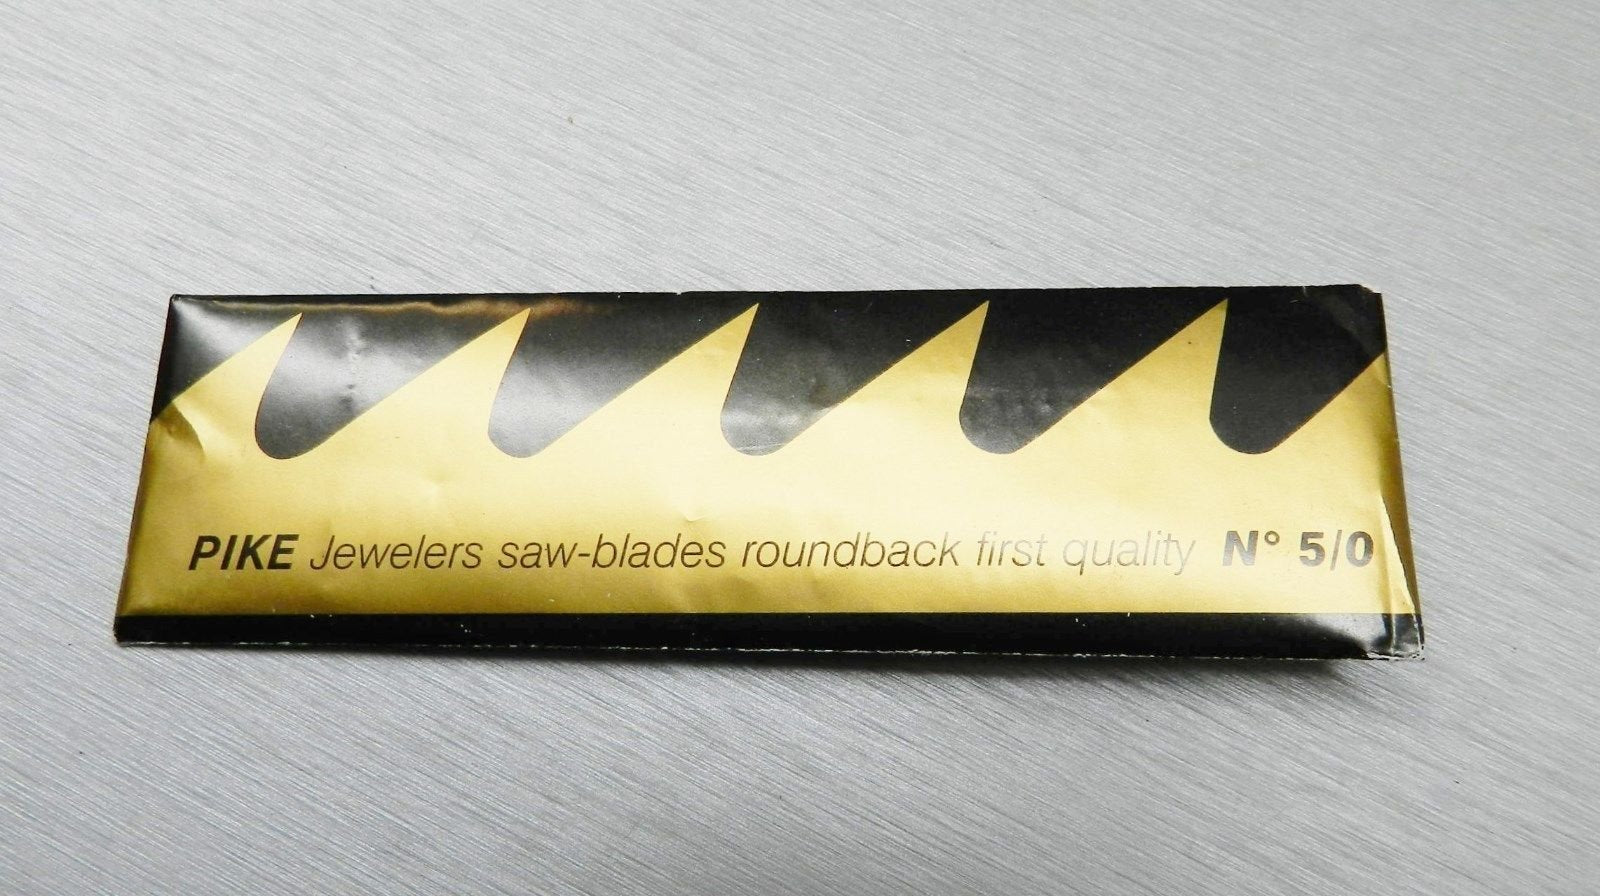 PIKE Jewelers saw-blades roundback first quality N° 5/0